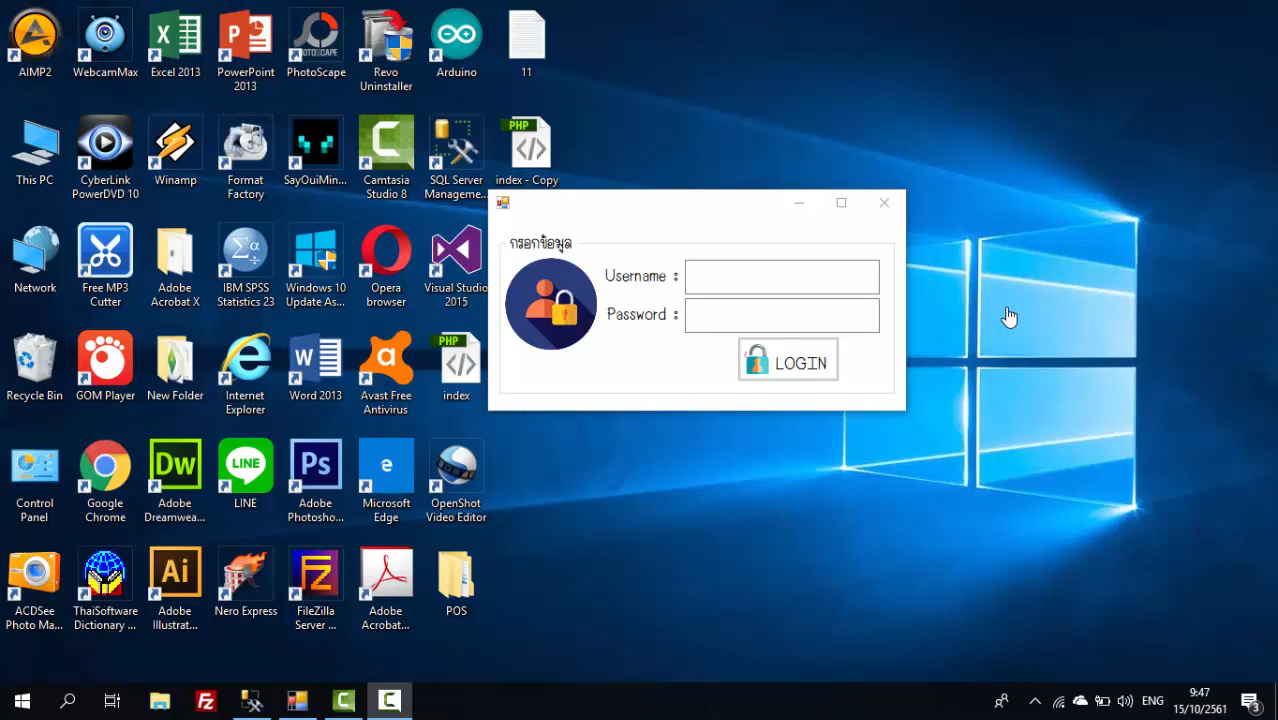 AIMP2
WebcamMax
Excel 2013
PowerPoint
2013
PhotoScape
Revo
Uninstaller
Arduino
11
This PC
CyberLink
PowerDVD 10
Winamp
Format
Factory
SayOuiMin...
Camtasia
Studio 8
SQL Server
Manageme...
PHP
index - Copy
Network
Free MP3
Cutter
Adobe
Acrobat X
IBM SPSS
Statistics 23
Windows 10
Update As...
Opera
browser
Visual Studio
2015
กรอกข้อมูล
Username :
Password :
LOGIN
Recycle Bin
GOM Player
New Folder
Internet
Explorer
Word 2013
Avast Free
Antivirus
PHP
index
Control
Panel
Google
Chrome
Dw
Adobe
Dreamwea...
LINE
LINE
Ps
Adobe
Photosho...
Microsoft
Edge
OpenShot
Video Editor
ACDSee
Photo Ma...
ThaiSoftware
Dictionary ...
Ai
Adobe
Illustrat...
Nero Express
FileZilla
Server ...
Adobe
Acrobat...
POS
ENG
9:47
15/10/2561
3